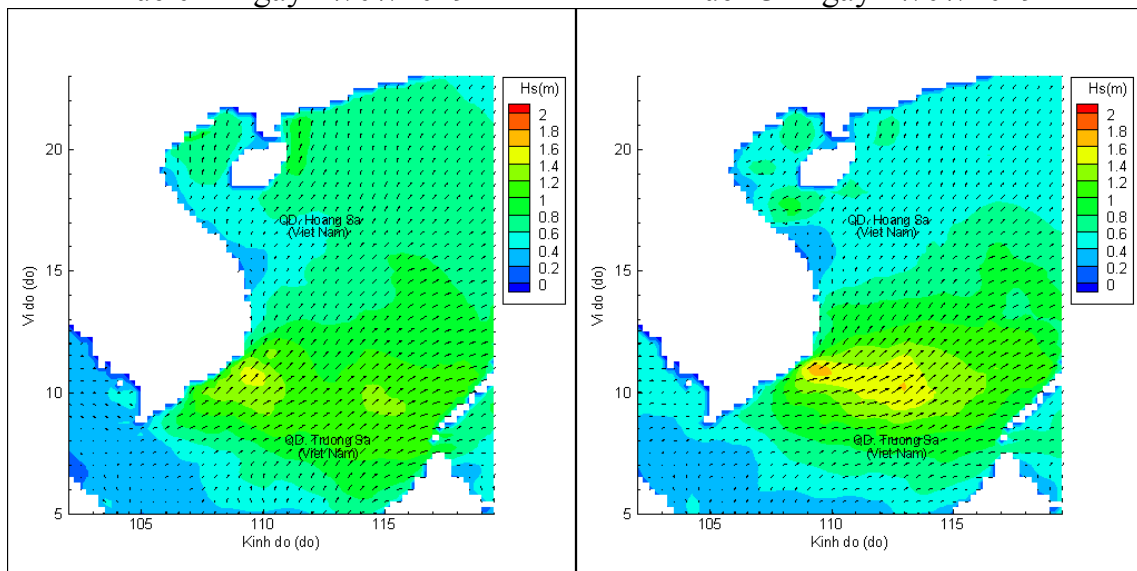 Hs(m)
2
1.8
1.6
1.4
1.2
1
0.8
0.6
0.4
0.2
0
20
15
10
5
Vi do (do)
QD. Hoang Sa
(Viet Nam)
QD. Truong Sa
(Viet Nam)
105
110
115
Kinh do (do)
Hs(m)
2
1.8
1.6
1.4
1.2
1
0.8
0.6
0.4
0.2
0
20
15
10
5
Vi do (do)
QD. Hoang Sa
(Viet Nam)
QD. Truong Sa
(Viet Nam)
105
110
115
Kinh do (do)